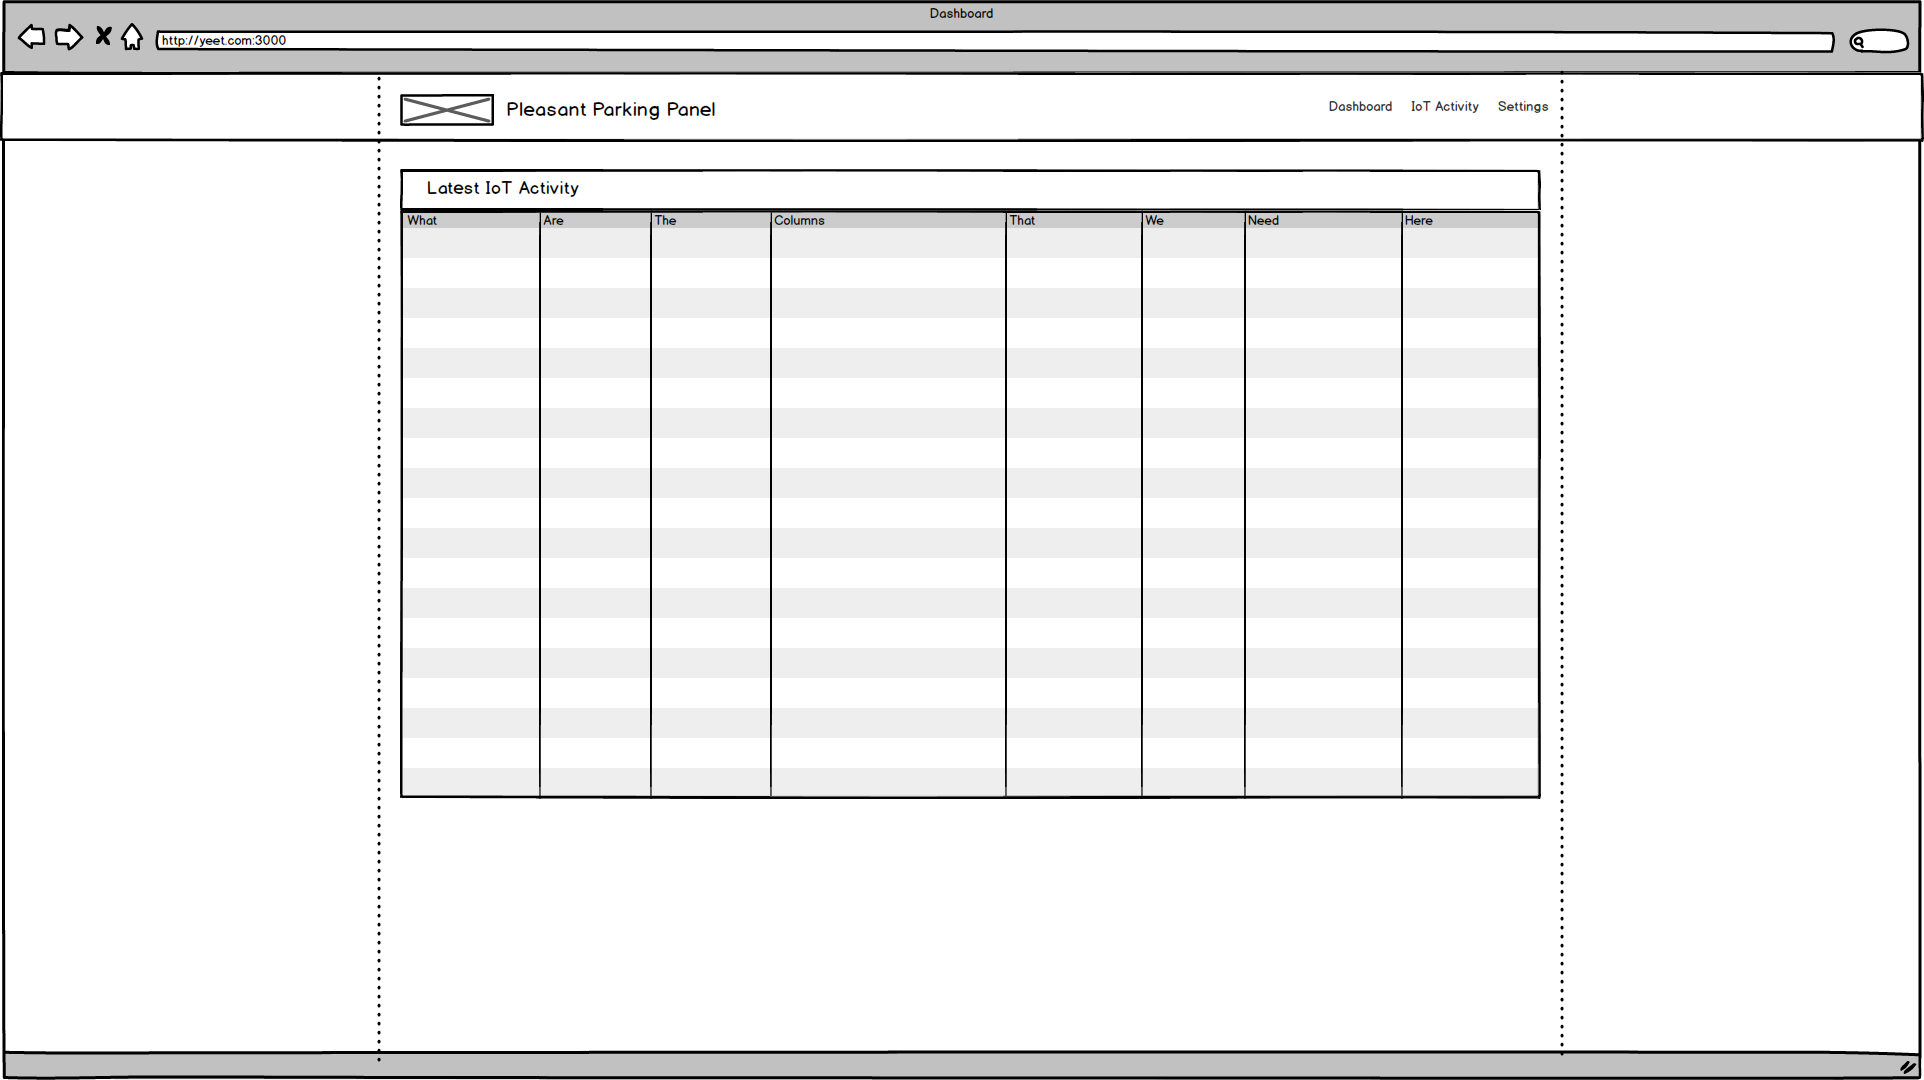 Dashboard
http://yeet.com:3000
Pleasant Parking Panel
Dashboard IoT Activity Settings
Latest IoT Activity
What Are The Columns That We Need Here